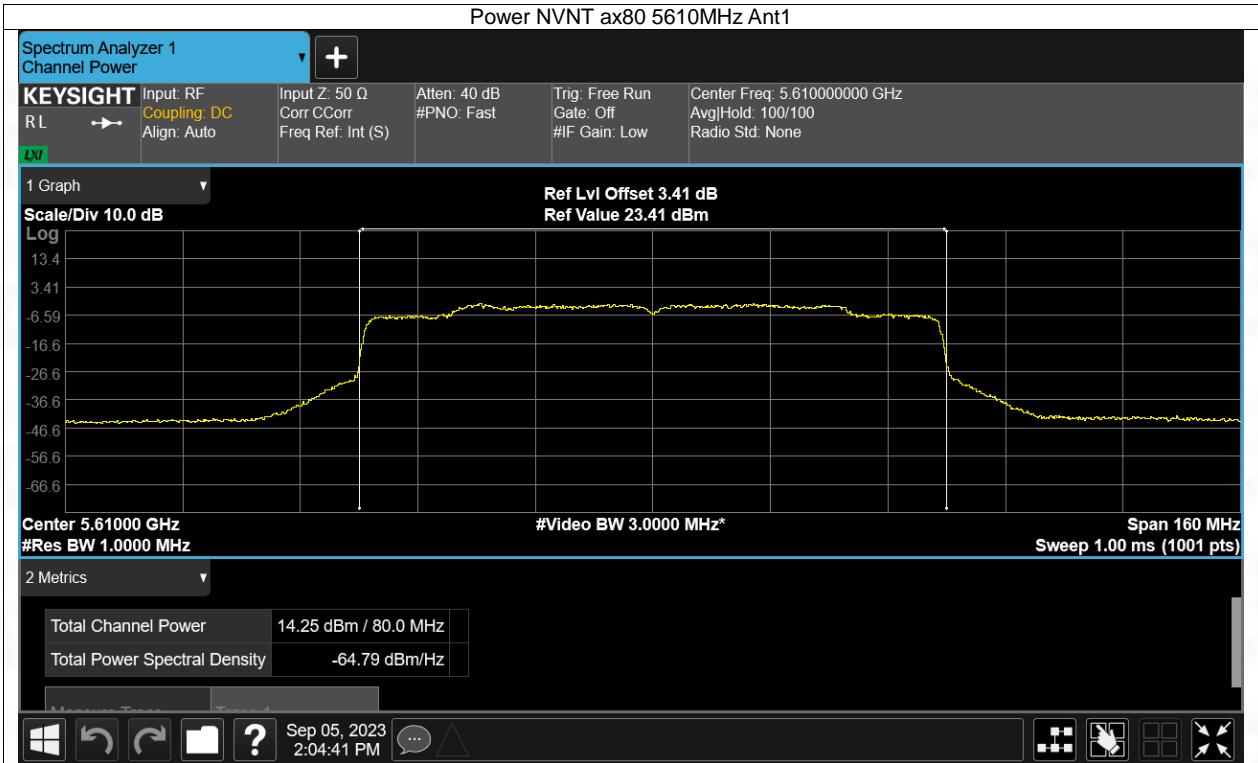 Power NVNT ax80 5610MHz Ant1
Spectrum Analyzer 1
Channel Power
KEYSIGHT
R L
LXI
Input: RF
Coupling: DC
Align: Auto
Input Z: 50 Ω
Corr CCorr
Freq Ref: Int (S)
Atten: 40 dB
#PNO: Fast
Trig: Free Run
Gate: Off
#IF Gain: Low
Center Freq: 5.610000000 GHz
Avg|Hold: 100/100
Radio Std: None
1 Graph
Scale/Div 10.0 dB
Ref Lvl Offset 3.41 dB
Ref Value 23.41 dBm
Log
13.4
3.41
-6.59
-16.6
-26.6
-36.6
-46.6
-56.6
-66.6
Center 5.61000 GHz
#Res BW 1.0000 MHz
#Video BW 3.0000 MHz*
Span 160 MHz
Sweep 1.00 ms (1001 pts)
2 Metrics
Total Channel Power 14.25 dBm / 80.0 MHz
Total Power Spectral Density -64.79 dBm/Hz
Sep 05, 2023
2:04:41 PM